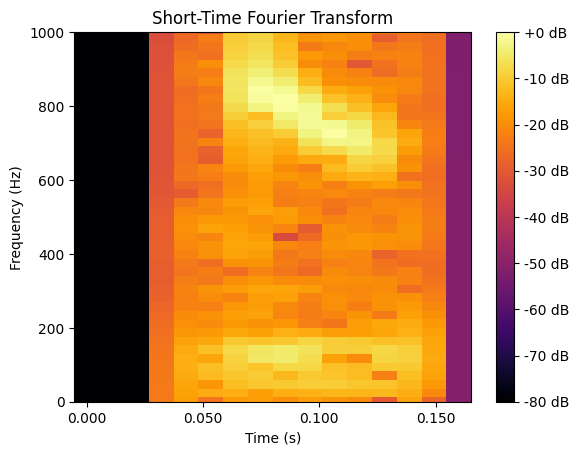 Short-Time Fourier Transform
Frequency (Hz)
1000
800
600
400
200
0
0.000
0.050
0.100
0.150
Time (s)
+0 dB
-10 dB
-20 dB
-30 dB
-40 dB
-50 dB
-60 dB
-70 dB
-80 dB